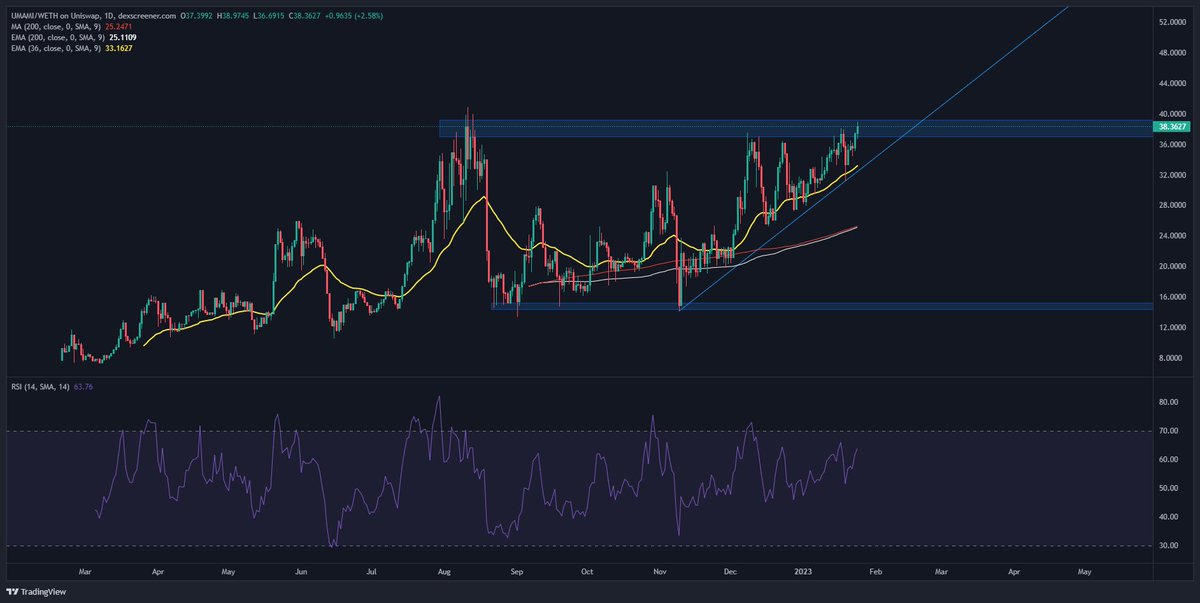 UMAMI/WETH on Uniswap, 1D, dexscreener.com O37.3992 H38.9745 L36.6915 C38.3627 +0.9635 (+2.58%)
MA (200, close, 0, SMA, 9) 25.2471
EMA (200, close, 0, SMA, 9) 25.1109
EMA (36, close, 0, SMA, 9) 33.1627
52.0000
48.0000
44.0000
40.0000
38.3627
36.0000
32.0000
28.0000
24.0000
20.0000
16.0000
12.0000
8.0000
RSI (14, SMA, 14) 63.76
80.00
70.00
60.00
50.00
40.00
30.00
Mar Apr May Jun Jul Aug Sep Oct Nov Dec 2023 Feb Mar Apr May
TradingView